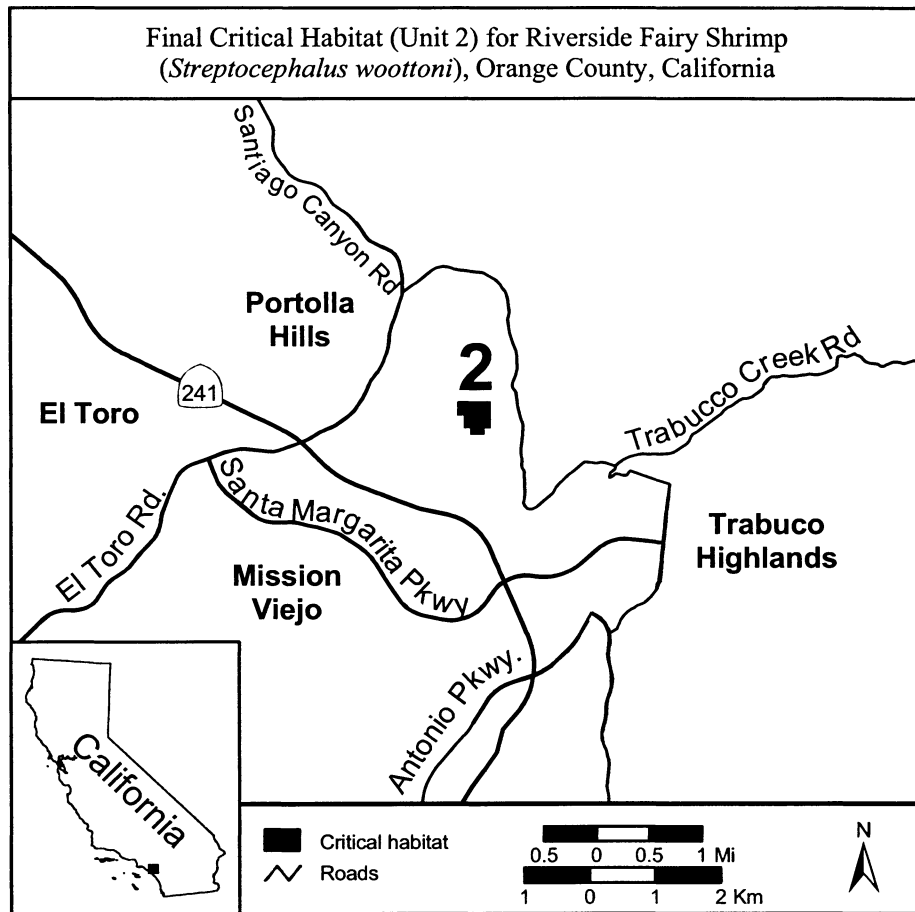 Final Critical Habitat (Unit 2) for Riverside Fairy Shrimp
(Streptocephalus woottoni), Orange County, California
Santiago Canyon Rd
Portolla
Hills
2
Trabucco Creek Rd
241
El Toro
Santa Margarita Pkwy
El Toro Rd.
Trabuco
Highlands
Mission
Viejo
Antonio Pkwy.
California
Critical habitat
Roads
0.5 0 0.5 1 Mi
1 0 1 2 Km
N